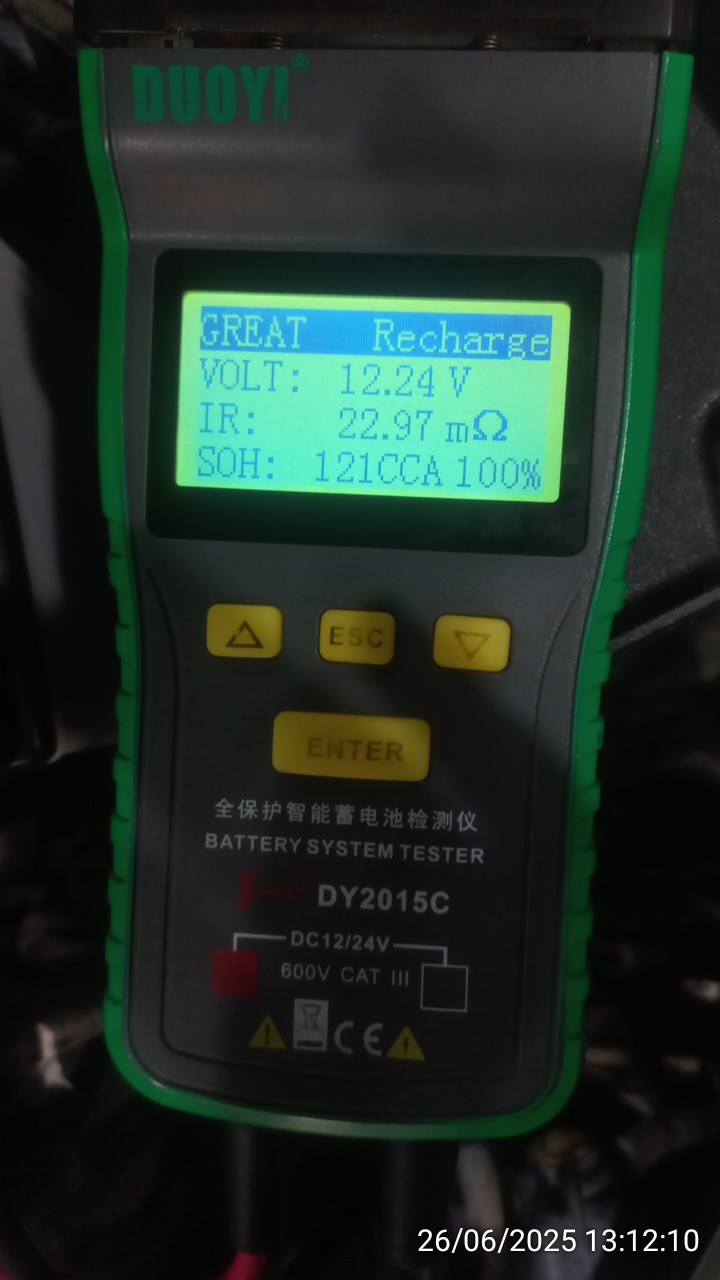 DUOYI®
GREAT Recharge
VOLT: 12.24 V
IR: 22.97 mΩ
SOH: 121CCA 100%
ESC
ENTER
全保护智能蓄电池检测仪
BATTERY SYSTEM TESTER
DY2015C
DC12/24V
600V CAT III
CE
26/06/2025 13:12:10